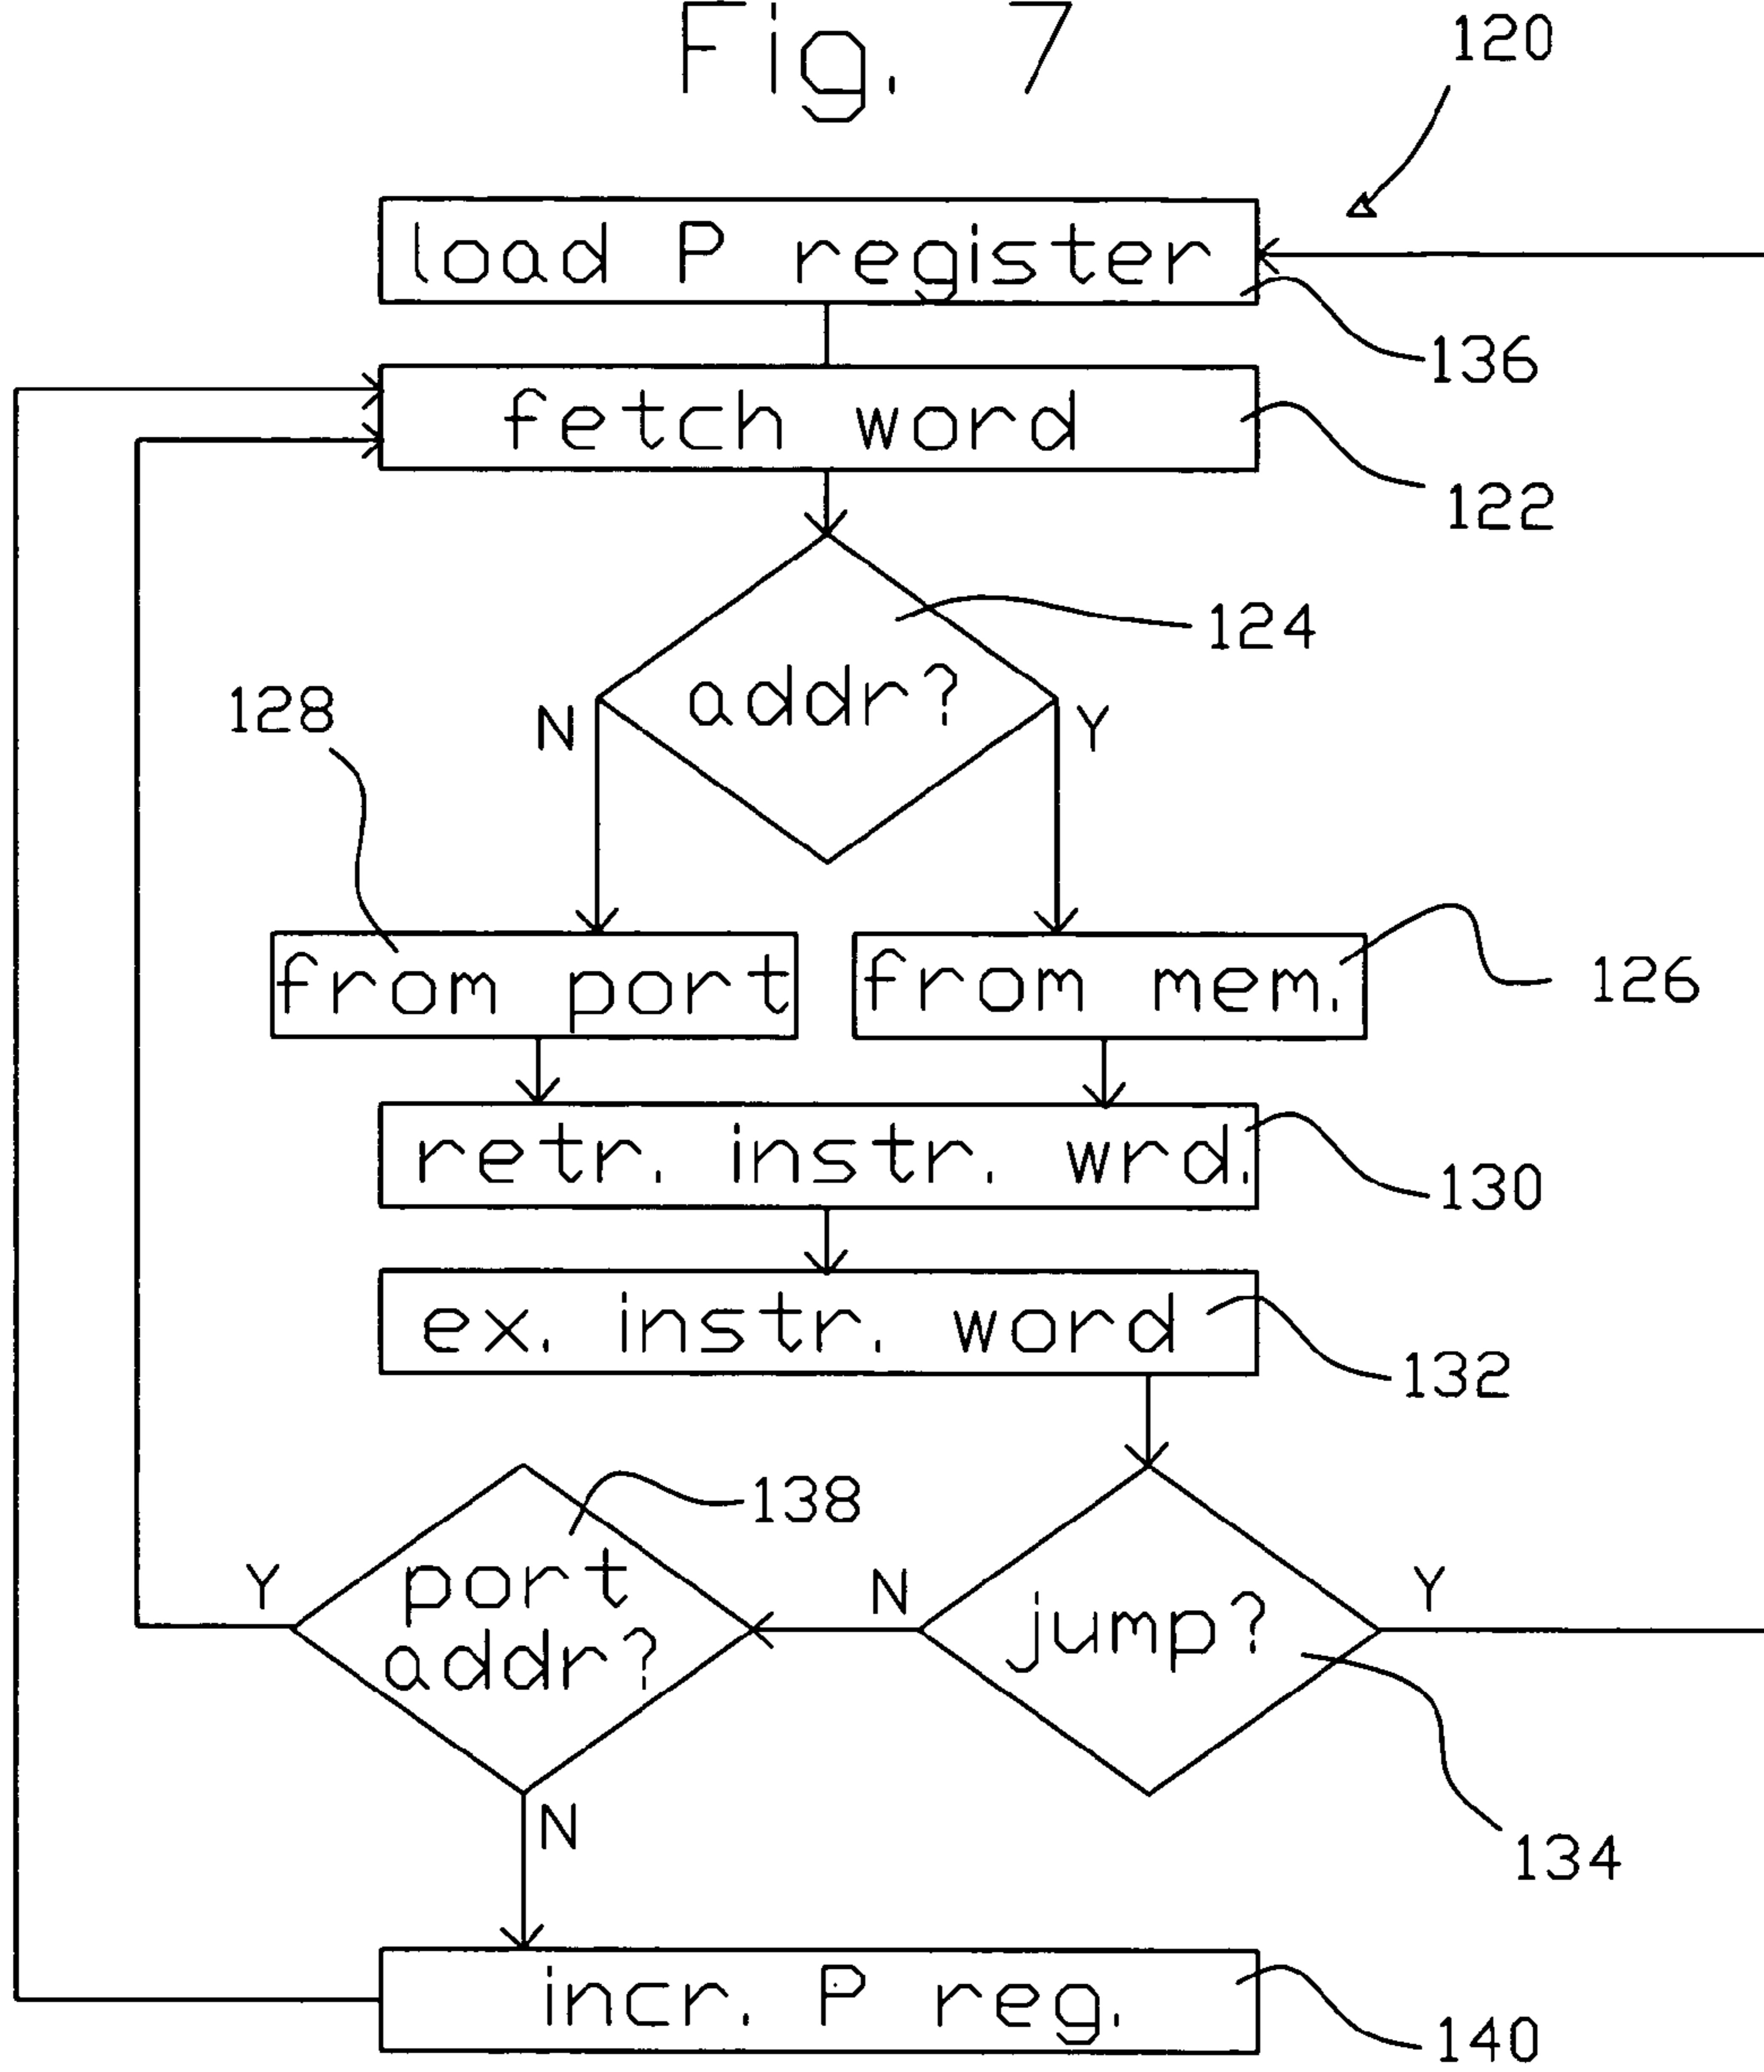 Fig. 7
120
load P register
136
fetch word
122
124
addr?
128
N
Y
from port
from mem.
126
retr. instr. wrd.
130
ex. instr. word
132
138
port
addr?
Y
N
jump?
Y
N
134
incr. P reg.
140